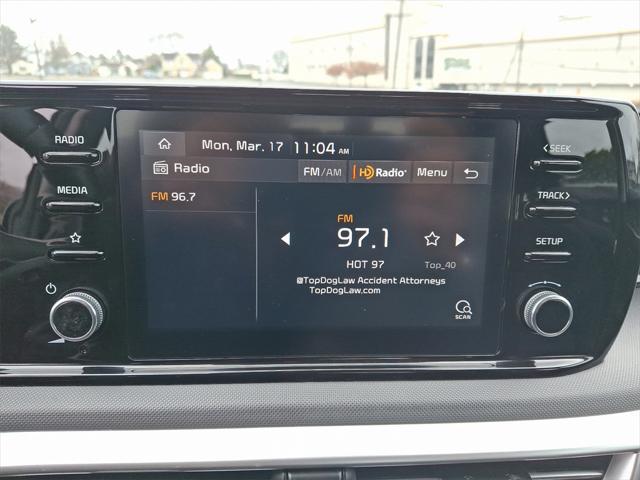 Mon, Mar. 17 11:04 AM
RADIO
MEDIA
Radio
FM/AM
HD Radio
Menu
FM 96.7
FM
97.1
HOT 97
Top_40
@TopDogLaw Accident Attorneys
TopDogLaw.com
SCAN
<SEEK
TRACK>
SETUP